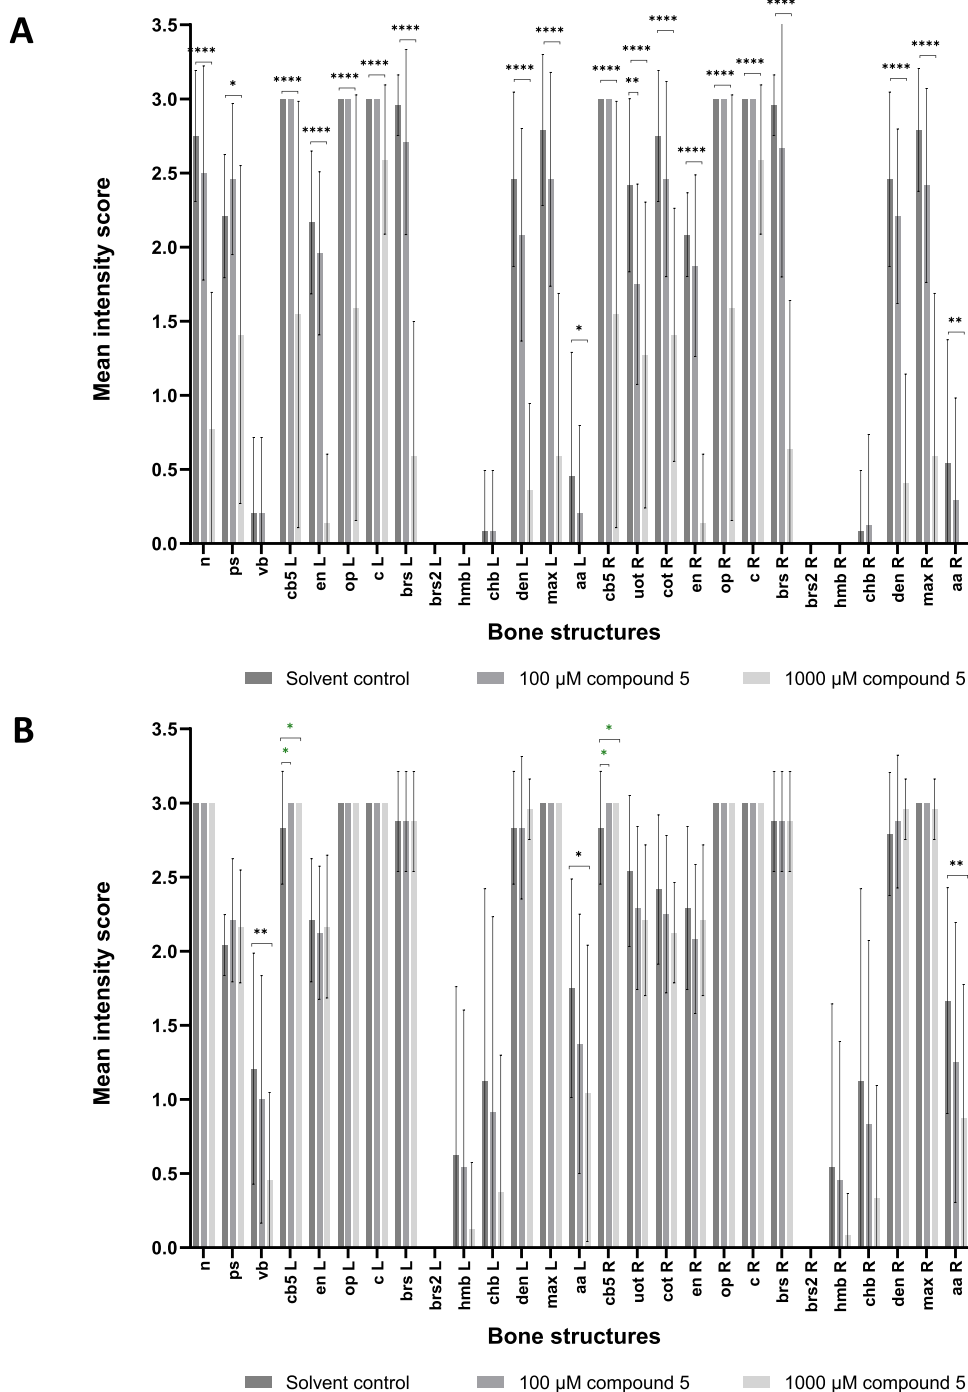 A
Mean intensity score
3.5
3.0
2.5
2.0
1.5
1.0
0.5
0.0
**** * **** **** **** **** **** **** **** * **** ** **** **** **** **** **** **** **** **** **
n ps vb cb5 L en L op L c L brs L brs2 L hmb L chb L den L max L aa L cb5 R uot R cot R en R op R c R brs R brs2 R hmb R chb R den R max R aa R
Bone structures
Solvent control 100 µM compound 5 1000 µM compound 5
B
Mean intensity score
3.5
3.0
2.5
2.0
1.5
1.0
0.5
0.0
** * * * * * **
n ps vb cb5 L en L op L c L brs L brs2 L hmb L chb L den L max L aa L cb5 R uot R cot R en R op R c R brs R brs2 R hmb R chb R den R max R aa R
Bone structures
Solvent control 100 µM compound 5 1000 µM compound 5